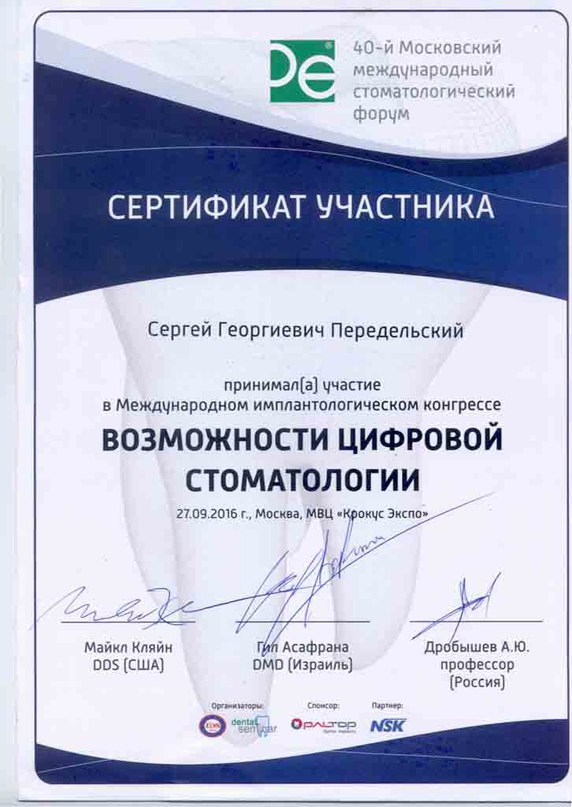 40-й Московский
международный
стоматологический
форум
De
®
СЕРТИФИКАТ УЧАСТНИКА
Сергей Георгиевич Передельский
принимал(а) участие
в Международном имплантологическом конгрессе
ВОЗМОЖНОСТИ ЦИФРОВОЙ
СТОМАТОЛОГИИ
27.09.2016 г., Москва, МВЦ «Крокус Экспо»
Майкл Кляйн
DDS (США)
Гил Асафрана
DMD (Израиль)
Дробышев А.Ю.
профессор
(Россия)
Организаторы:
Спонсор:
Партнер:
dental
seminar
PALTOP
NSK